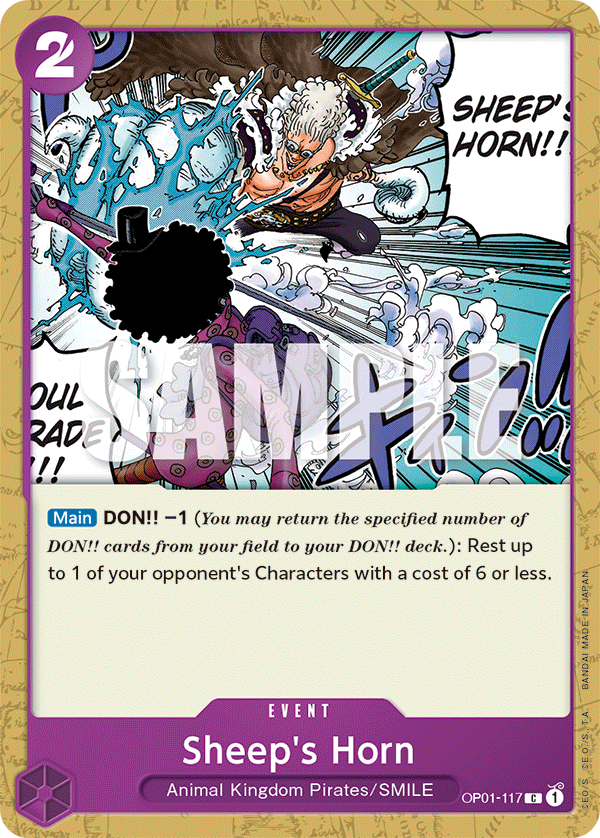 2
SHEEP'S
HORN!!
SAMPLE
OUL
RADE
!!!
Main DON!! −1 (You may return the specified number of
DON!! cards from your field to your DON!! deck.): Rest up
to 1 of your opponent's Characters with a cost of 6 or less.
EVENT
Sheep's Horn
Animal Kingdom Pirates/SMILE
OP01-117 C 1
BANDAI MADE IN JAPAN